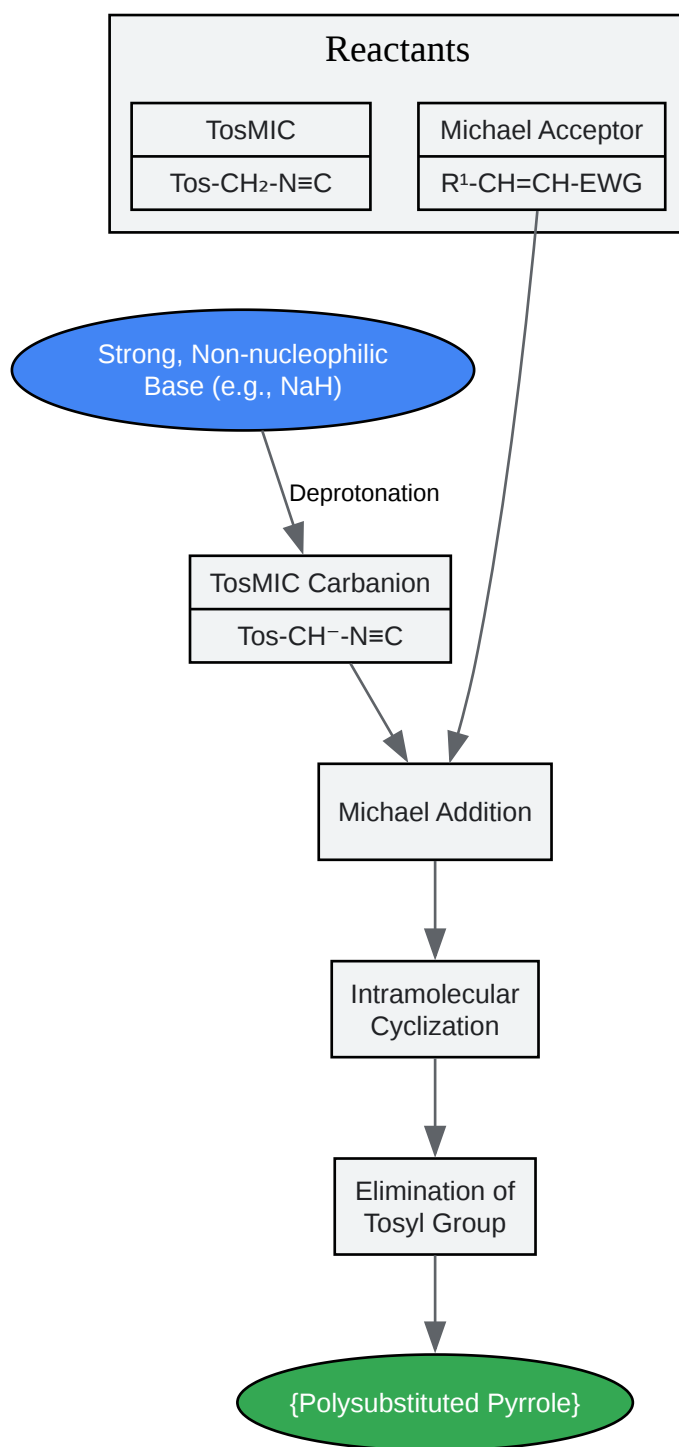 Reactants
TosMIC
Tos-CH₂-N≡C
Michael Acceptor
R¹-CH=CH-EWG
Strong, Non-nucleophilic
Base (e.g., NaH)
Deprotonation
TosMIC Carbanion
Tos-CH⁻-N≡C
Michael Addition
Intramolecular
Cyclization
Elimination of
Tosyl Group
{Polysubstituted Pyrrole}